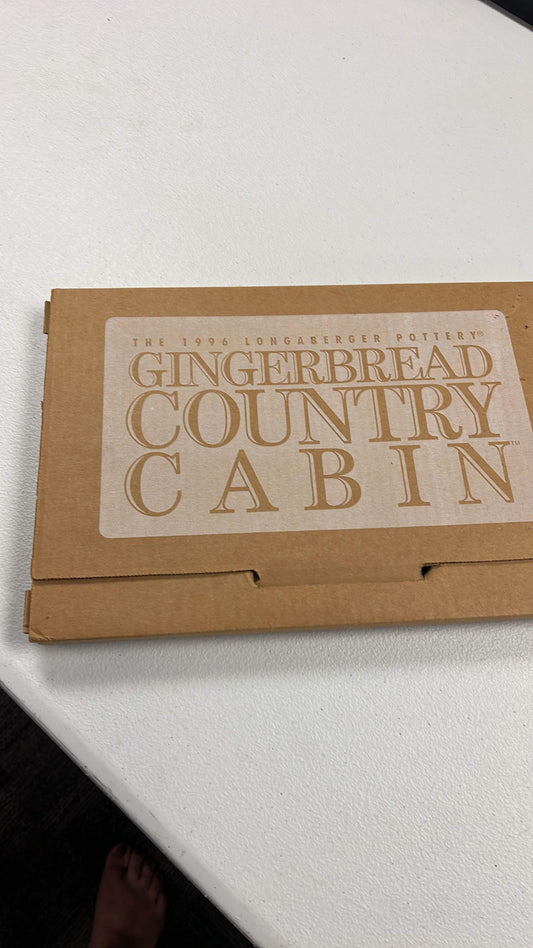 THE 1996 LONGABERGER POTTERY®
GINGERBREAD
COUNTRY
CABIN™